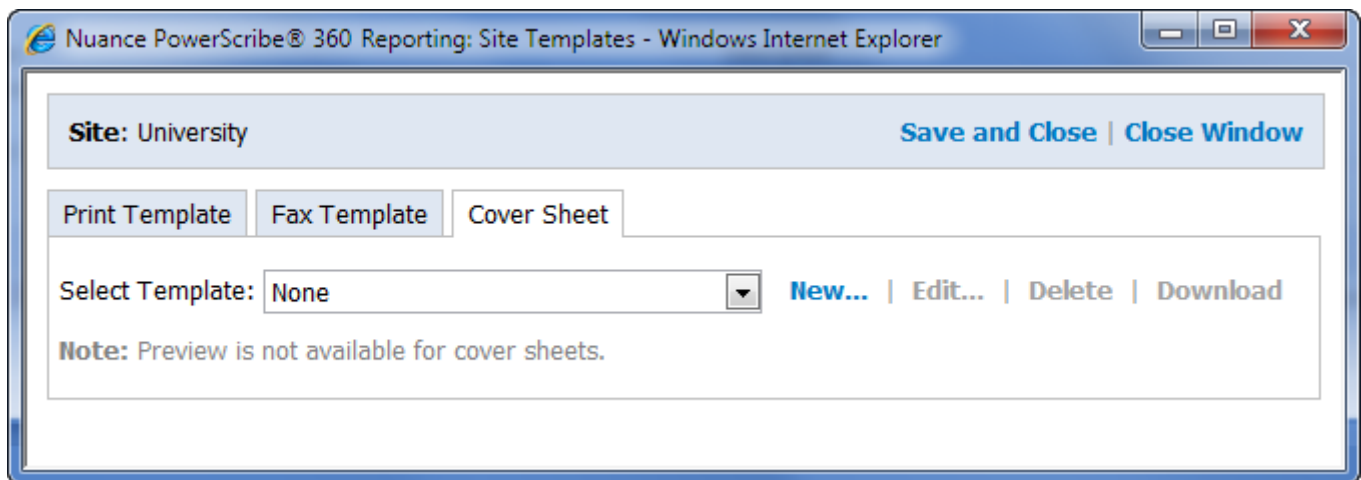 Nuance PowerScribe® 360 Reporting: Site Templates - Windows Internet Explorer
Site: University Save and Close | Close Window
Print Template Fax Template Cover Sheet
Select Template: None New... | Edit... | Delete | Download
Note: Preview is not available for cover sheets.